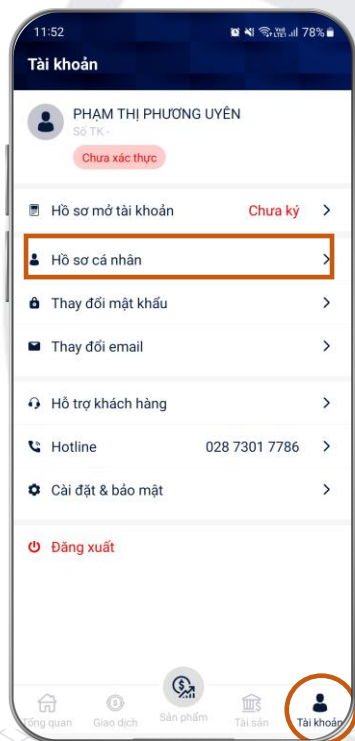 11:52
78%
Tài khoản
PHẠM THỊ PHƯƠNG UYÊN
Số TK -
Chưa xác thực
Hồ sơ mở tài khoản Chưa ký
Hồ sơ cá nhân
Thay đổi mật khẩu
Thay đổi email
Hỗ trợ khách hàng
Hotline 028 7301 7786
Cài đặt & bảo mật
Đăng xuất
Tổng quan Giao dịch Sản phẩm Tài sản Tài khoản